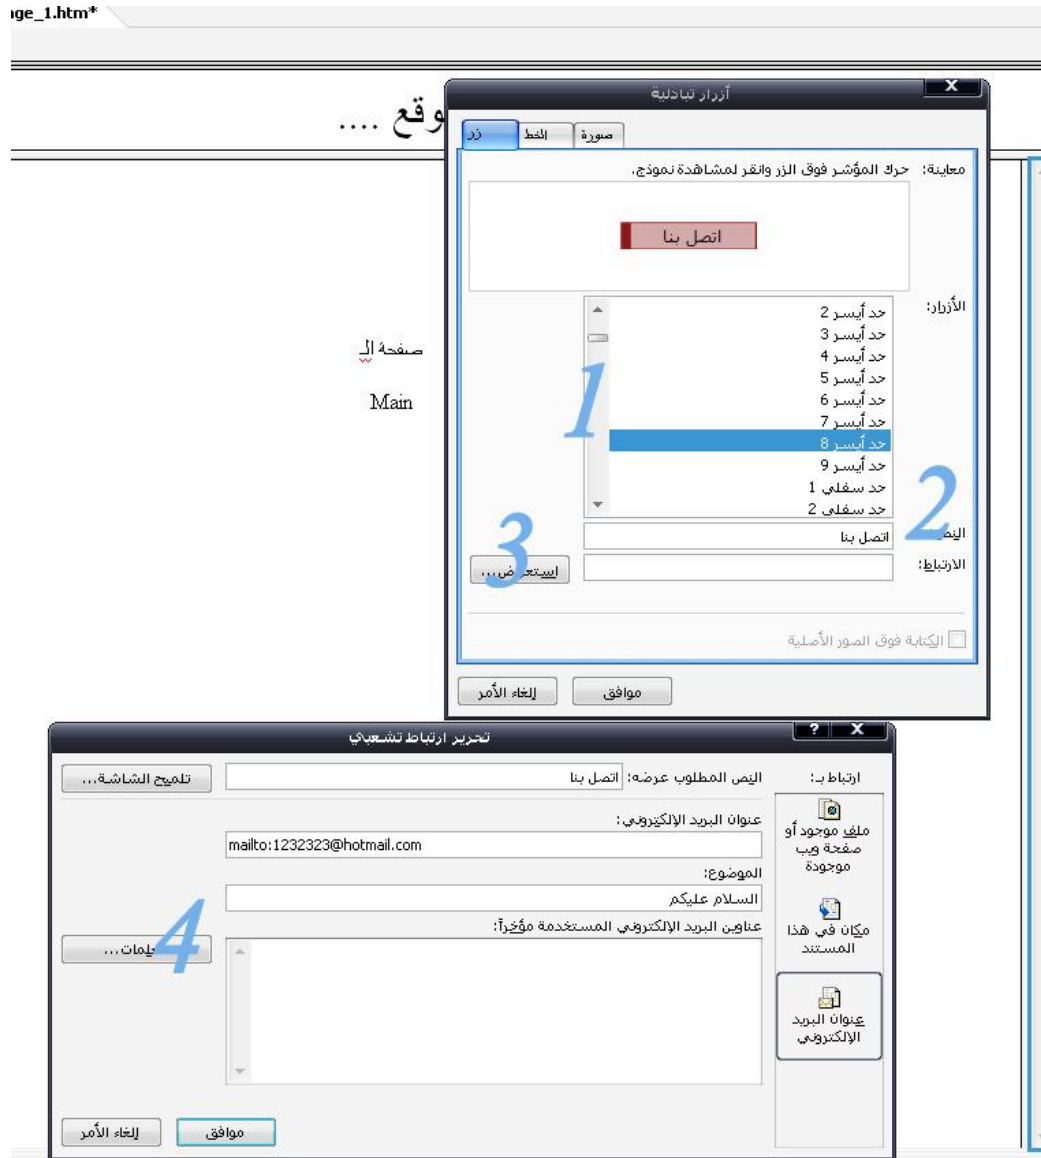 age_1.htm*
وقع ....
أزرار تبادلية
زر
الخط
صورة
معاينة: حرك المؤشر فوق الزر وانقر لمشاهدة نموذج.
اتصل بنا
الأزرار:
حد أيسر 2
حد أيسر 3
حد أيسر 4
حد أيسر 5
حد أيسر 6
حد أيسر 7
حد أيسر 8
حد أيسر 9
حد سفلي 1
حد سفلي 2
صفحة الـ
Main
1
2
3
اتصل بنا
الارتباط:
الكتابة فوق الصور الأصلية
موافق
إلغاء الأمر
تحرير ارتباط تشعبي
ارتباط بـ:
النص المطلوب عرضه: اتصل بنا
تلميح الشاشة...
ملف موجود أو
صفحة ويب
موجودة
مكان في هذا
المستند
عنوان البريد
الإلكتروني
عنوان البريد الإلكتروني:
mailto:1232323@hotmail.com
الموضوع:
السلام عليكم
عناوين البريد الإلكتروني المستخدمة مؤخراً:
4
موافق
إلغاء الأمر